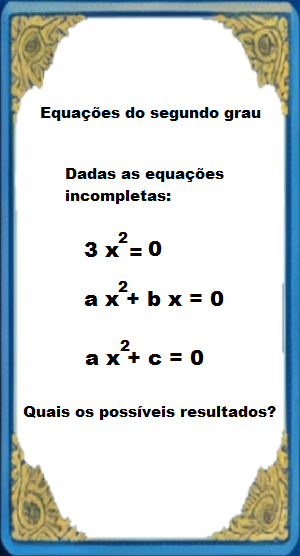 Equações do segundo grau
Dadas as equações
incompletas:
3 x² = 0
a x² + b x = 0
a x² + c = 0
Quais os possíveis resultados?